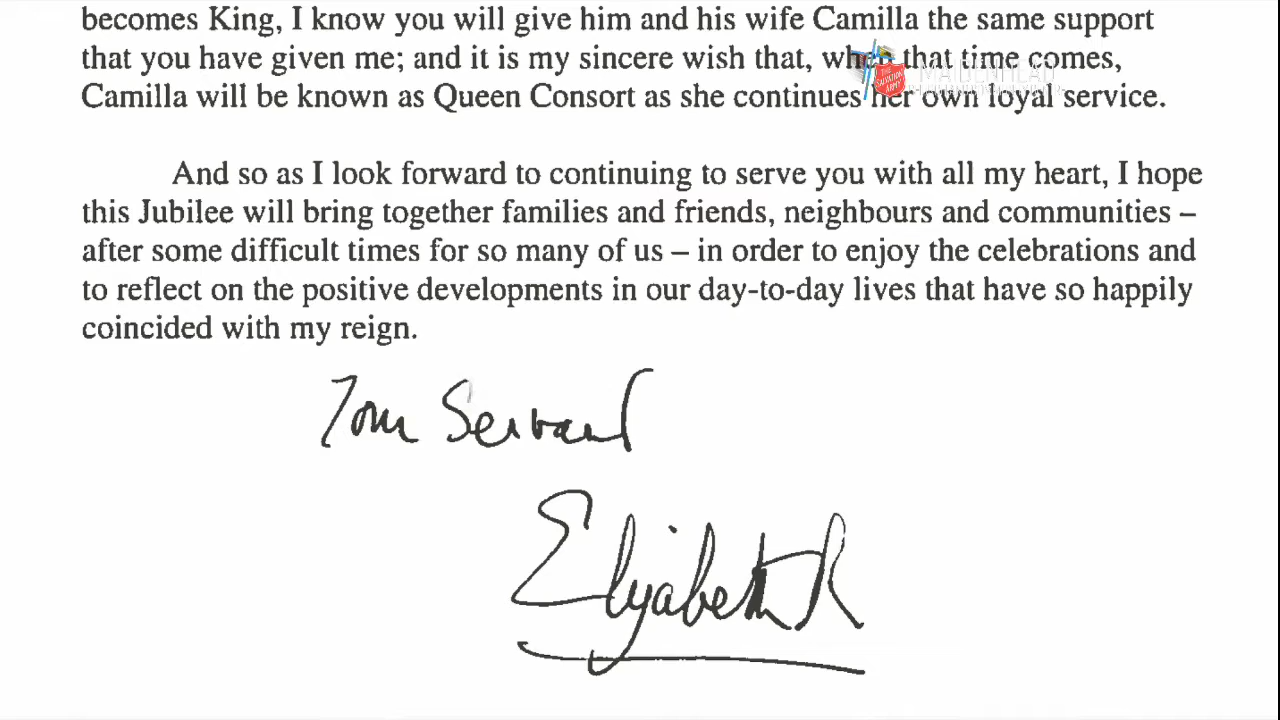 becomes King, I know you will give him and his wife Camilla the same support
that you have given me; and it is my sincere wish that, when that time comes,
Camilla will be known as Queen Consort as she continues her own loyal service.
THE SALVATION ARMY
MAIDENHEAD
And so as I look forward to continuing to serve you with all my heart, I hope
this Jubilee will bring together families and friends, neighbours and communities –
after some difficult times for so many of us – in order to enjoy the celebrations and
to reflect on the positive developments in our day-to-day lives that have so happily
coincided with my reign.
Your Servant
Elizabeth R